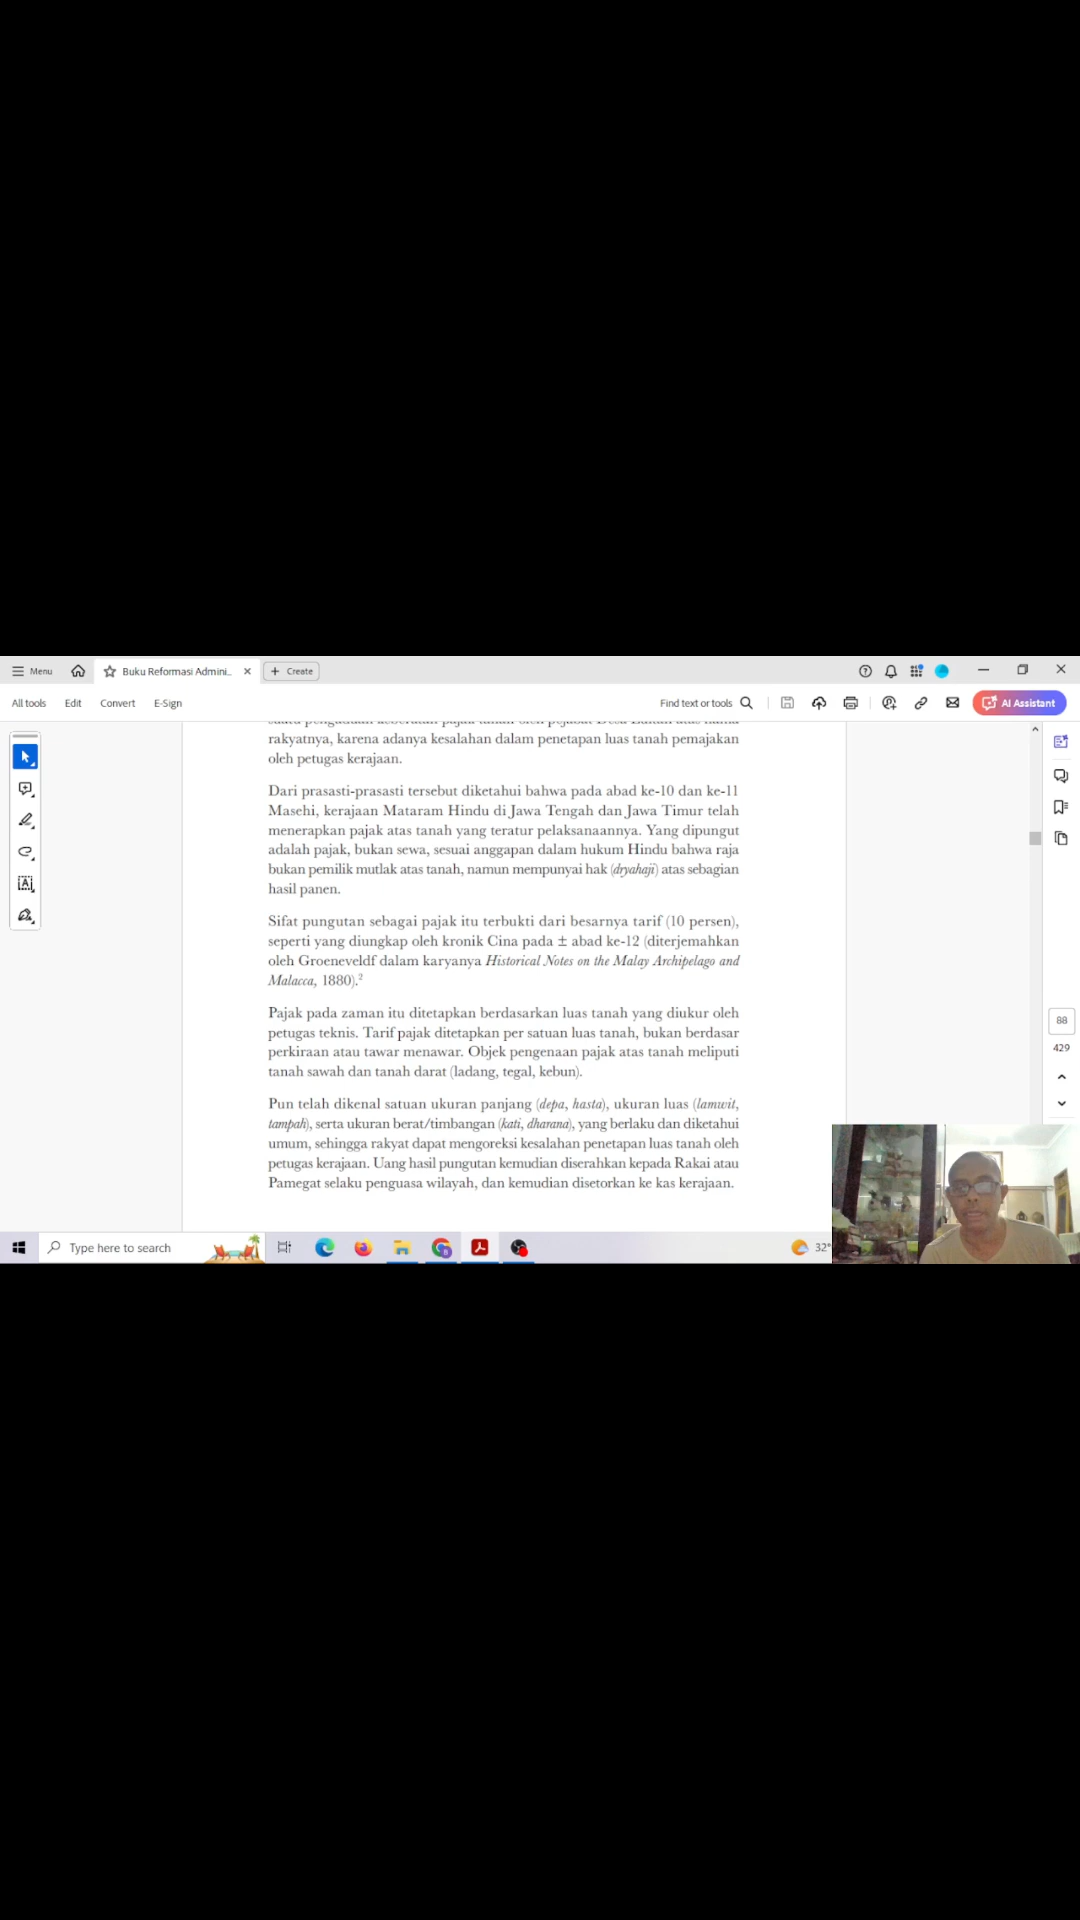 Menu
Buku Reformasi Admini..
Create
All tools
Edit
Convert
E-Sign
Find text or tools
AI Assistant
rakyatnya, karena adanya kesalahan dalam penetapan luas tanah pemajakan
oleh petugas kerajaan.
Dari prasasti-prasasti tersebut diketahui bahwa pada abad ke-10 dan ke-11
Masehi, kerajaan Mataram Hindu di Jawa Tengah dan Jawa Timur telah
menerapkan pajak atas tanah yang teratur pelaksanaannya. Yang dipungut
adalah pajak, bukan sewa, sesuai anggapan dalam hukum Hindu bahwa raja
bukan pemilik mutlak atas tanah, namun mempunyai hak (dryahaji) atas sebagian
hasil panen.
Sifat pungutan sebagai pajak itu terbukti dari besarnya tarif (10 persen),
seperti yang diungkap oleh kronik Cina pada ± abad ke-12 (diterjemahkan
oleh Groeneveldf dalam karyanya Historical Notes on the Malay Archipelago and
Malacca, 1880).²
Pajak pada zaman itu ditetapkan berdasarkan luas tanah yang diukur oleh
petugas teknis. Tarif pajak ditetapkan per satuan luas tanah, bukan berdasar
perkiraan atau tawar menawar. Objek pengenaan pajak atas tanah meliputi
tanah sawah dan tanah darat (ladang, tegal, kebun).
Pun telah dikenal satuan ukuran panjang (depa, hasta), ukuran luas (lamwit,
tampah), serta ukuran berat/timbangan (kati, dharana), yang berlaku dan diketahui
umum, sehingga rakyat dapat mengoreksi kesalahan penetapan luas tanah oleh
petugas kerajaan. Uang hasil pungutan kemudian diserahkan kepada Rakai atau
Pamegat selaku penguasa wilayah, dan kemudian disetorkan ke kas kerajaan.
88
429
Type here to search
32°